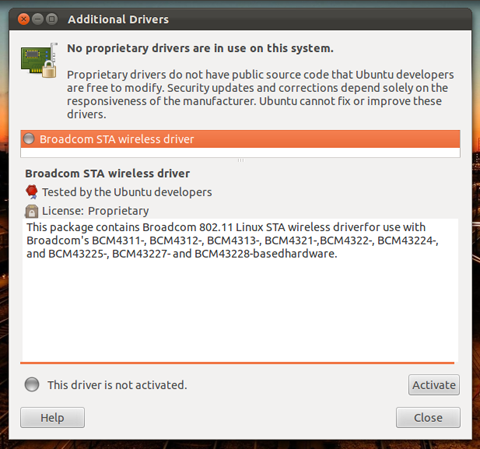 Additional Drivers
No proprietary drivers are in use on this system.
Proprietary drivers do not have public source code that Ubuntu developers
are free to modify. Security updates and corrections depend solely on the
responsiveness of the manufacturer. Ubuntu cannot fix or improve these
drivers.
Broadcom STA wireless driver
Broadcom STA wireless driver
Tested by the Ubuntu developers
License: Proprietary
This package contains Broadcom 802.11 Linux STA wireless driverfor use with
Broadcom's BCM4311-, BCM4312-, BCM4313-, BCM4321-,BCM4322-, BCM43224-,
and BCM43225-, BCM43227- and BCM43228-basedhardware.
This driver is not activated.
Activate
Help
Close